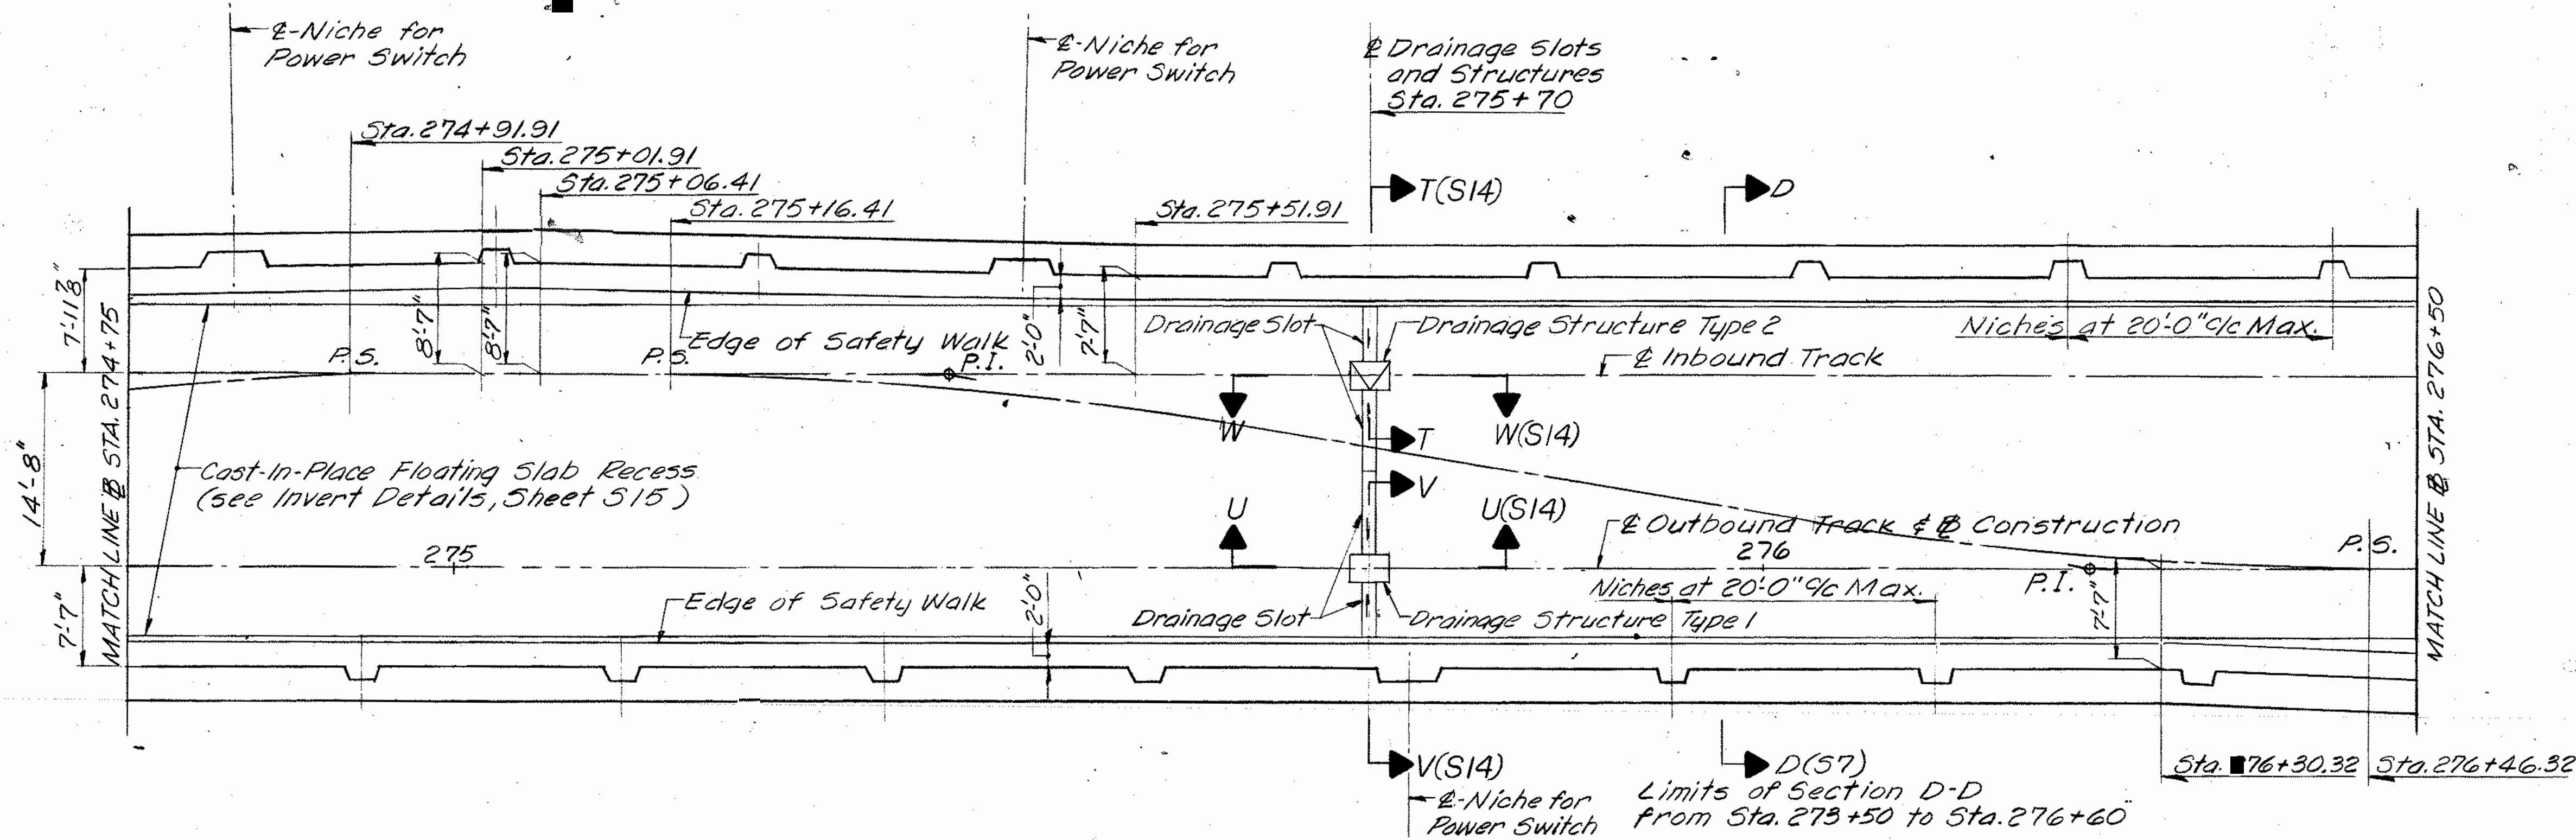 ℄-Niche for
Power Switch
℄-Niche for
Power Switch
℄ Drainage Slots
and Structures
Sta. 275+70
Sta. 274+91.91
Sta. 275+01.91
Sta. 275+06.41
Sta. 275+16.41
Sta. 275+51.91
T(S14)
D
7'-11⅞"
8'-7"
8'-7"
2'-0"
7'-7"
Edge of Safety Walk
P.S.
P.S.
P.I.
Drainage Slot
Drainage Structure Type 2
℄ Inbound Track
Niches at 20'-0" c/c Max.
MATCH LINE ℄ STA. 274+75
MATCH LINE ℄ STA. 276+50
14'-8"
W
T
W(S14)
Cast-In-Place Floating Slab Recess
(see Invert Details, Sheet S15)
V
U
U(S14)
℄ Outbound Track & ℄ Construction
275
276
P.S.
P.I.
Niches at 20'-0" c/c Max.
7'-7"
Edge of Safety Walk
2'-0"
Drainage Slot
Drainage Structure Type 1
7'-7"
V(S14)
D(S7)
Sta. 76+30.32
Sta. 276+46.32
℄-Niche for
Power Switch
Limits of Section D-D
from Sta. 273+50 to Sta. 276+60